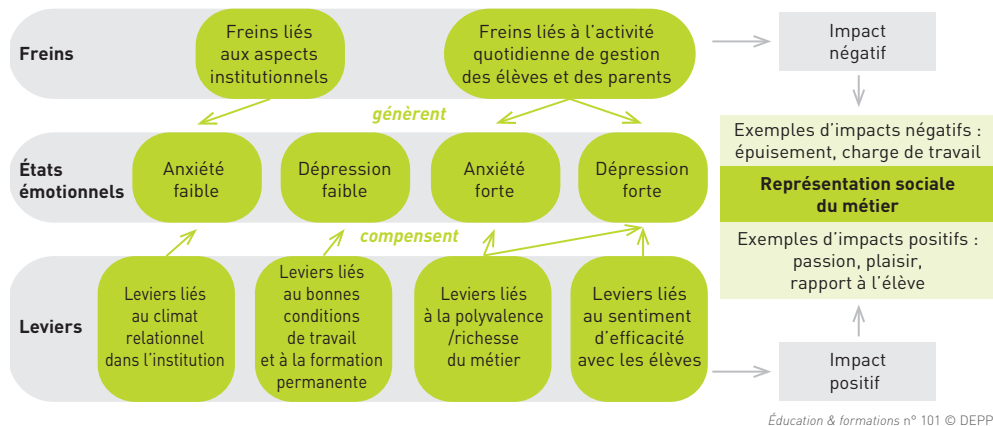 Freins
Freins liés
aux aspects
institutionnels
Freins liés à l'activité
quotidienne de gestion
des élèves et des parents
Impact
négatif
génèrent
États
émotionnels
Anxiété
faible
Dépression
faible
Anxiété
forte
Dépression
forte
Exemples d'impacts négatifs :
épuisement, charge de travail
Représentation sociale
du métier
Exemples d'impacts positifs :
passion, plaisir,
rapport à l'élève
compensent
Leviers
Leviers liés
au climat
relationnel
dans l'institution
Leviers liés
au bonnes
conditions
de travail
et à la formation
permanente
Leviers liés
à la polyvalence
/richesse
du métier
Leviers liés
au sentiment
d'efficacité
avec les élèves
Impact
positif
Éducation & formations n° 101 © DEPP